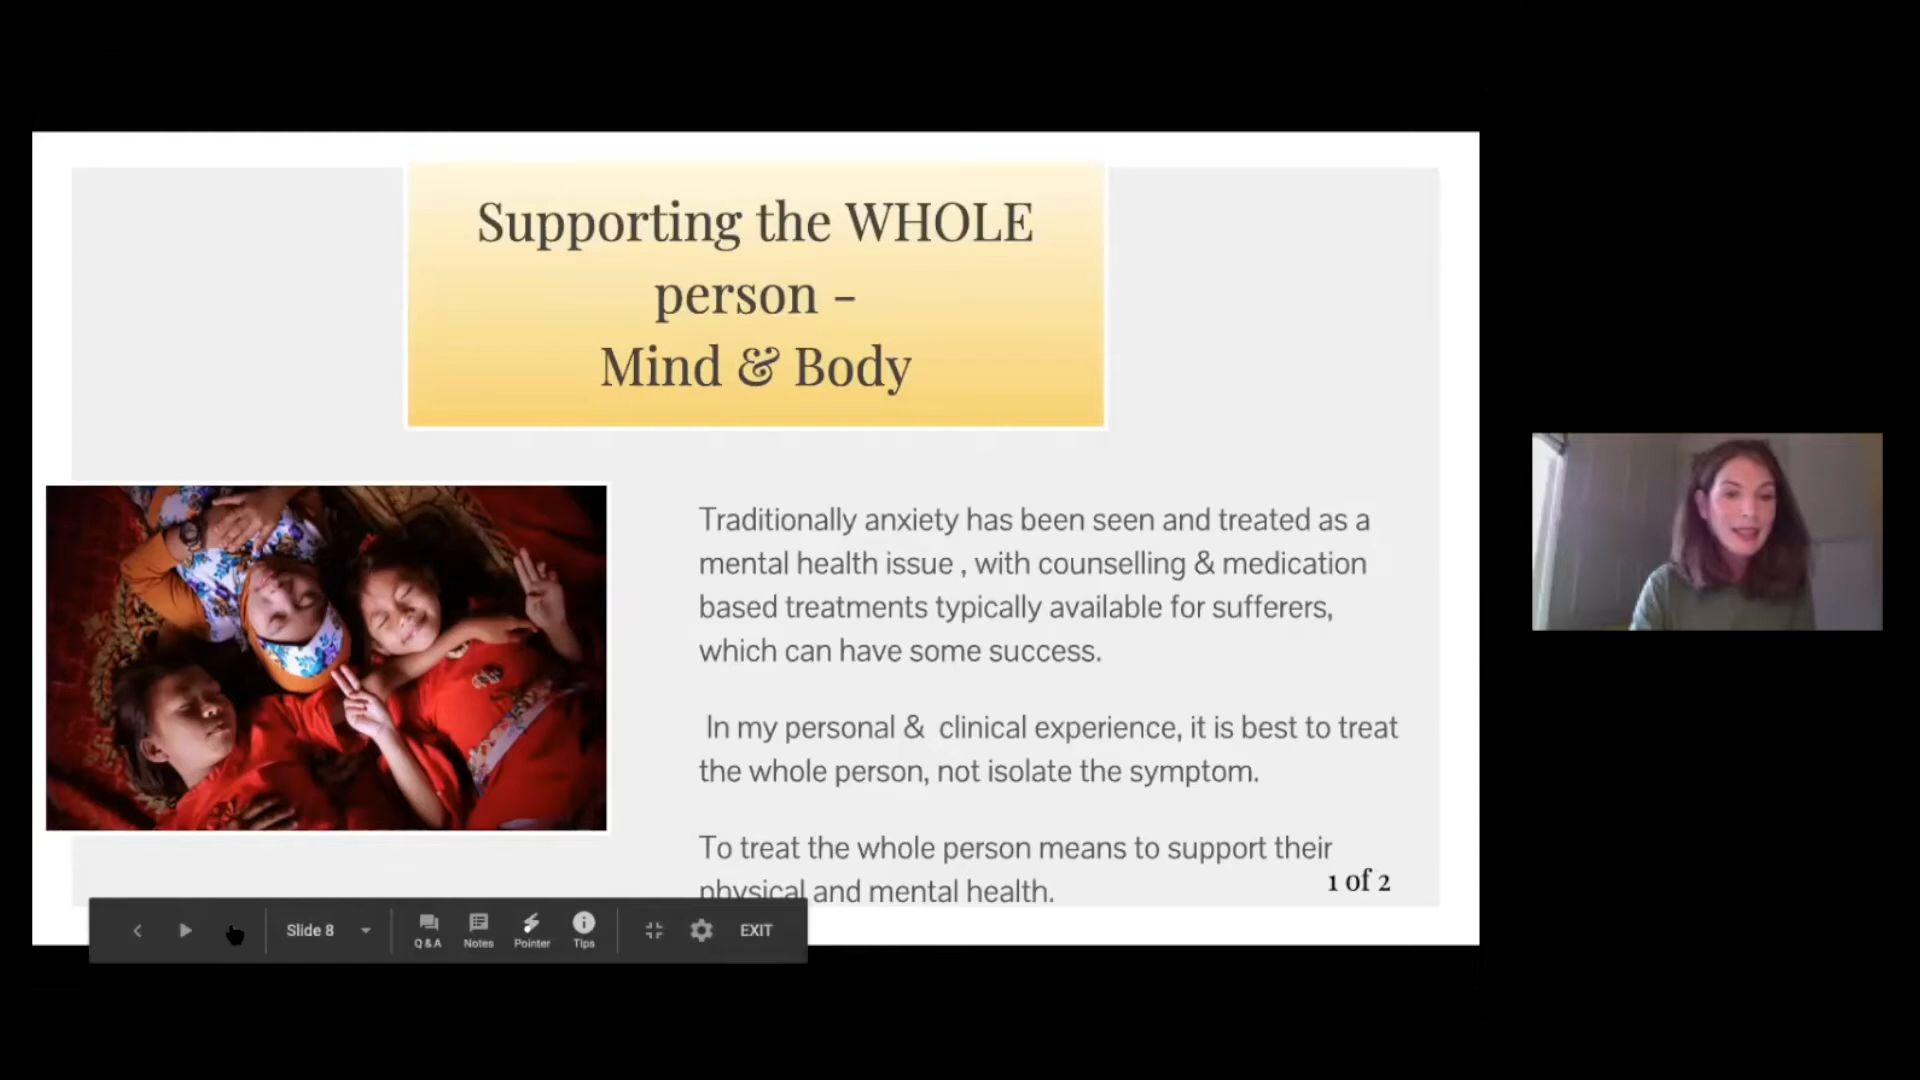 Supporting the WHOLE
person -
Mind & Body
Traditionally anxiety has been seen and treated as a
mental health issue , with counselling & medication
based treatments typically available for sufferers,
which can have some success.
In my personal & clinical experience, it is best to treat
the whole person, not isolate the symptom.
To treat the whole person means to support their
physical and mental health.
1 of 2
Slide 8
Q & A
Notes
Pointer
Tips
EXIT